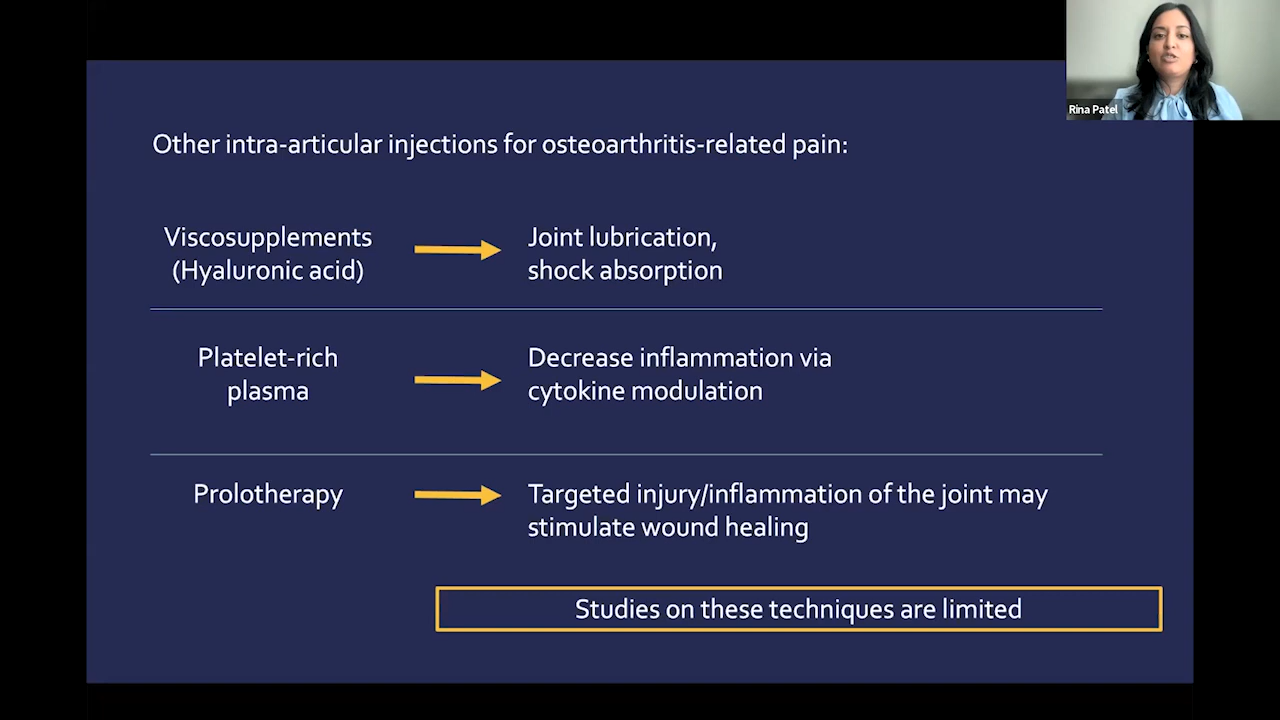 Rina Patel
Other intra-articular injections for osteoarthritis-related pain:
Viscosupplements
(Hyaluronic acid)
Joint lubrication,
shock absorption
Platelet-rich
plasma
Decrease inflammation via
cytokine modulation
Prolotherapy
Targeted injury/inflammation of the joint may
stimulate wound healing
Studies on these techniques are limited